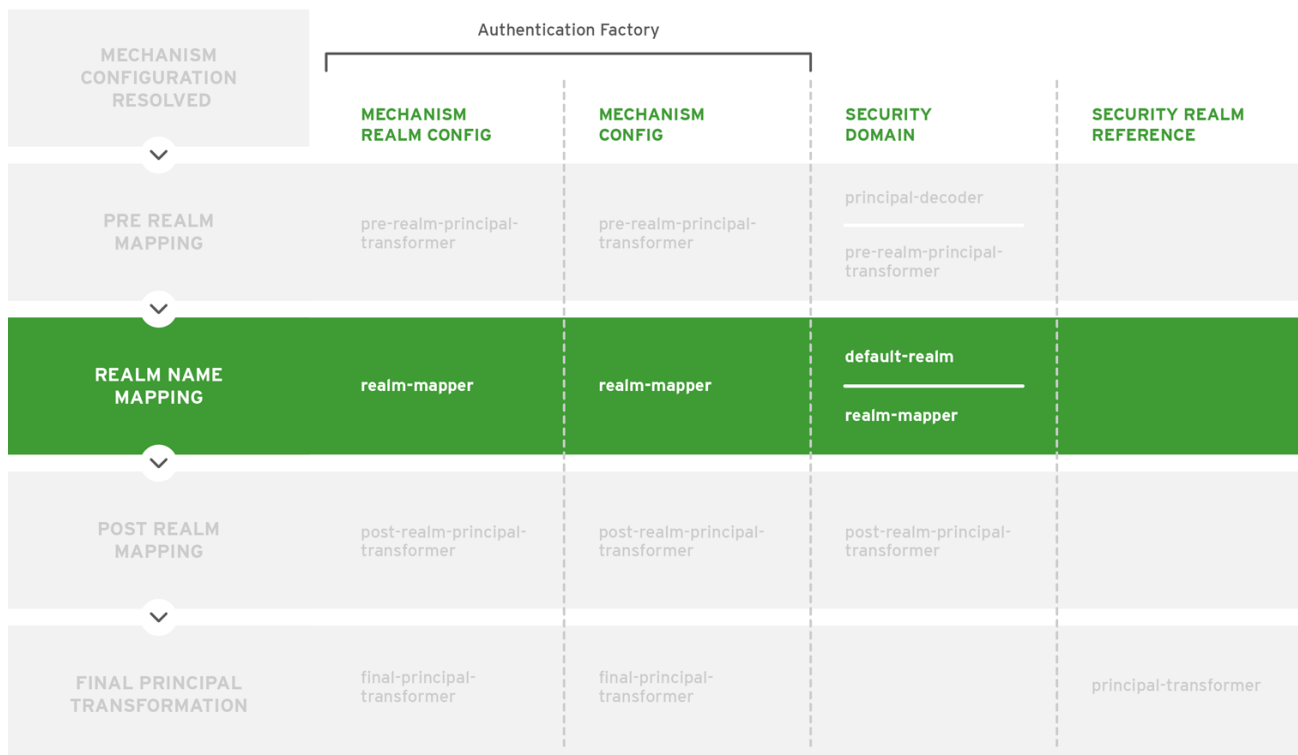 Authentication Factory
MECHANISM
CONFIGURATION
RESOLVED
MECHANISM
REALM CONFIG
MECHANISM
CONFIG
SECURITY
DOMAIN
SECURITY REALM
REFERENCE
PRE REALM
MAPPING
pre-realm-principal-
transformer
pre-realm-principal-
transformer
principal-decoder
pre-realm-principal-
transformer
REALM NAME
MAPPING
realm-mapper
realm-mapper
default-realm
realm-mapper
POST REALM
MAPPING
post-realm-principal-
transformer
post-realm-principal-
transformer
post-realm-principal-
transformer
FINAL PRINCIPAL
TRANSFORMATION
final-principal-
transformer
final-principal-
transformer
principal-transformer